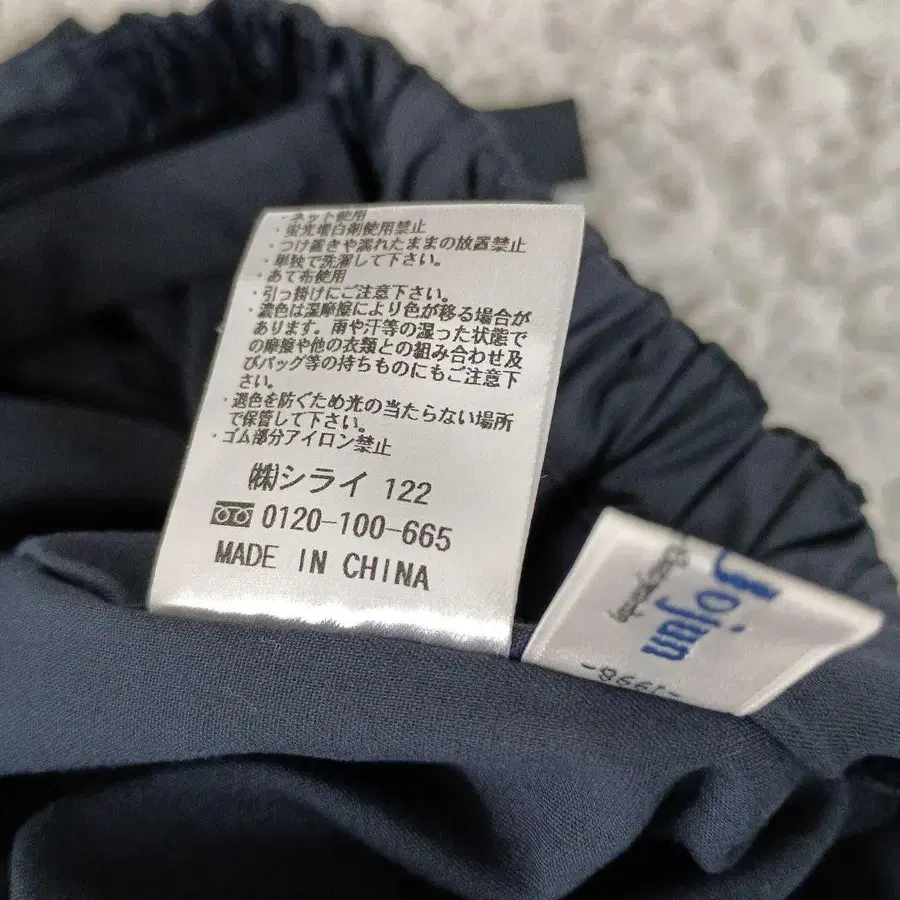 ・ネット使用
・蛍光増白剤使用禁止
・つけ置きや濡れたままの放置禁止
・単独で洗濯して下さい。
・あて布使用
・引っ掛けにご注意下さい。
・濃色は湿摩擦により色が移る場合が
あります。雨や汗等の湿った状態で
の摩擦や他の衣類との組み合わせ及
びバッグ等の持ちものにもご注意下
さい。
・退色を防ぐため光の当たらない場所
で保管して下さい。
・ゴム部分アイロン禁止
㈱シライ 122
0120-100-665
MADE IN CHINA
Jojun
-1998-